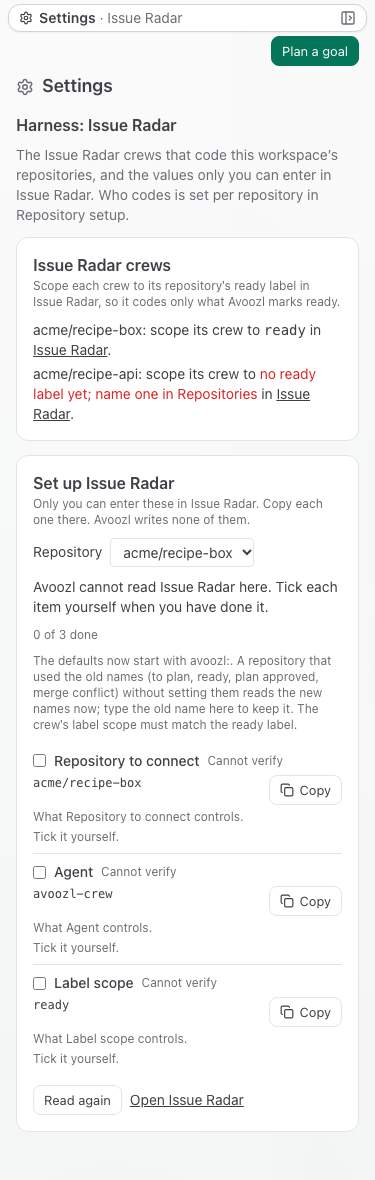 Settings · Issue Radar
Plan a goal
Settings
Harness: Issue Radar
The Issue Radar crews that code this workspace's
repositories, and the values only you can enter in
Issue Radar. Who codes is set per repository in
Repository setup.
Issue Radar crews
Scope each crew to its repository's ready label in
Issue Radar, so it codes only what Avoozl marks ready.
acme/recipe-box: scope its crew to ready in
Issue Radar.
acme/recipe-api: scope its crew to no ready
label yet; name one in Repositories in Issue
Radar.
Set up Issue Radar
Only you can enter these in Issue Radar. Copy each
one there. Avoozl writes none of them.
Repository acme/recipe-box
Avoozl cannot read Issue Radar here. Tick each
item yourself when you have done it.
0 of 3 done
The defaults now start with avoozl:. A repository that
used the old names (to plan, ready, plan approved,
merge conflict) without setting them reads the new
names now; type the old name here to keep it. The
crew's label scope must match the ready label.
Repository to connect Cannot verify
acme/recipe-box
Copy
What Repository to connect controls.
Tick it yourself.
Agent Cannot verify
avoozl-crew
Copy
What Agent controls.
Tick it yourself.
Label scope Cannot verify
ready
Copy
What Label scope controls.
Tick it yourself.
Read again Open Issue Radar